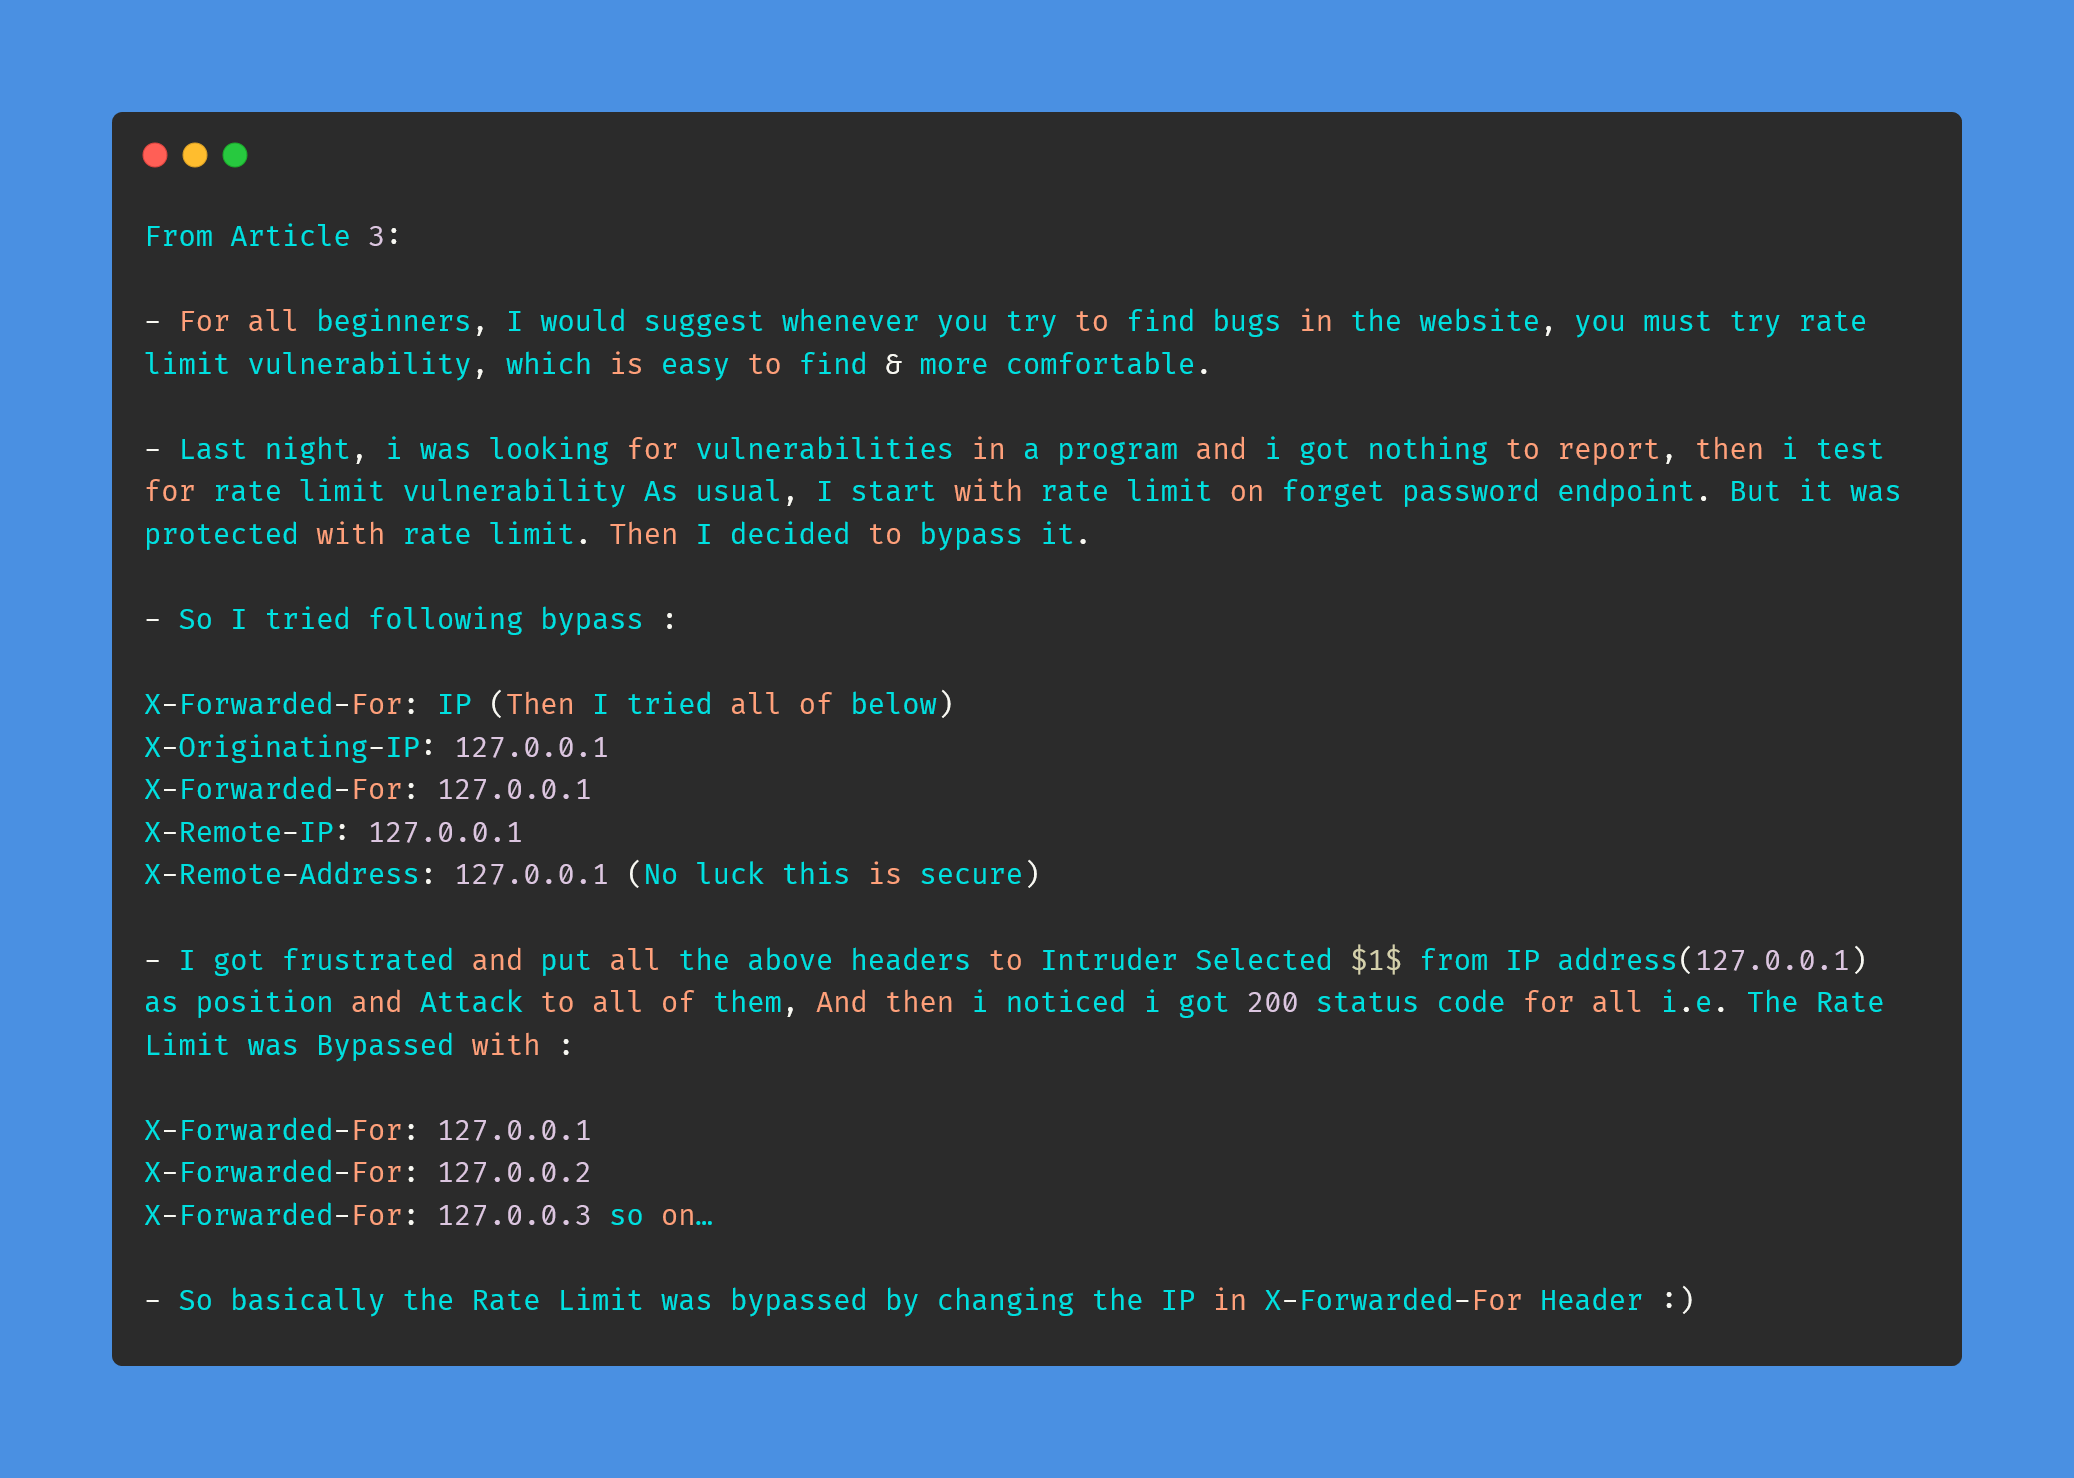 From Article 3:
- For all beginners, I would suggest whenever you try to find bugs in the website, you must try rate
limit vulnerability, which is easy to find & more comfortable.
- Last night, i was looking for vulnerabilities in a program and i got nothing to report, then i test
for rate limit vulnerability As usual, I start with rate limit on forget password endpoint. But it was
protected with rate limit. Then I decided to bypass it.
- So I tried following bypass :
X-Forwarded-For: IP (Then I tried all of below)
X-Originating-IP: 127.0.0.1
X-Forwarded-For: 127.0.0.1
X-Remote-IP: 127.0.0.1
X-Remote-Address: 127.0.0.1 (No luck this is secure)
- I got frustrated and put all the above headers to Intruder Selected $1$ from IP address(127.0.0.1)
as position and Attack to all of them, And then i noticed i got 200 status code for all i.e. The Rate
Limit was Bypassed with :
X-Forwarded-For: 127.0.0.1
X-Forwarded-For: 127.0.0.2
X-Forwarded-For: 127.0.0.3 so on…
- So basically the Rate Limit was bypassed by changing the IP in X-Forwarded-For Header :)